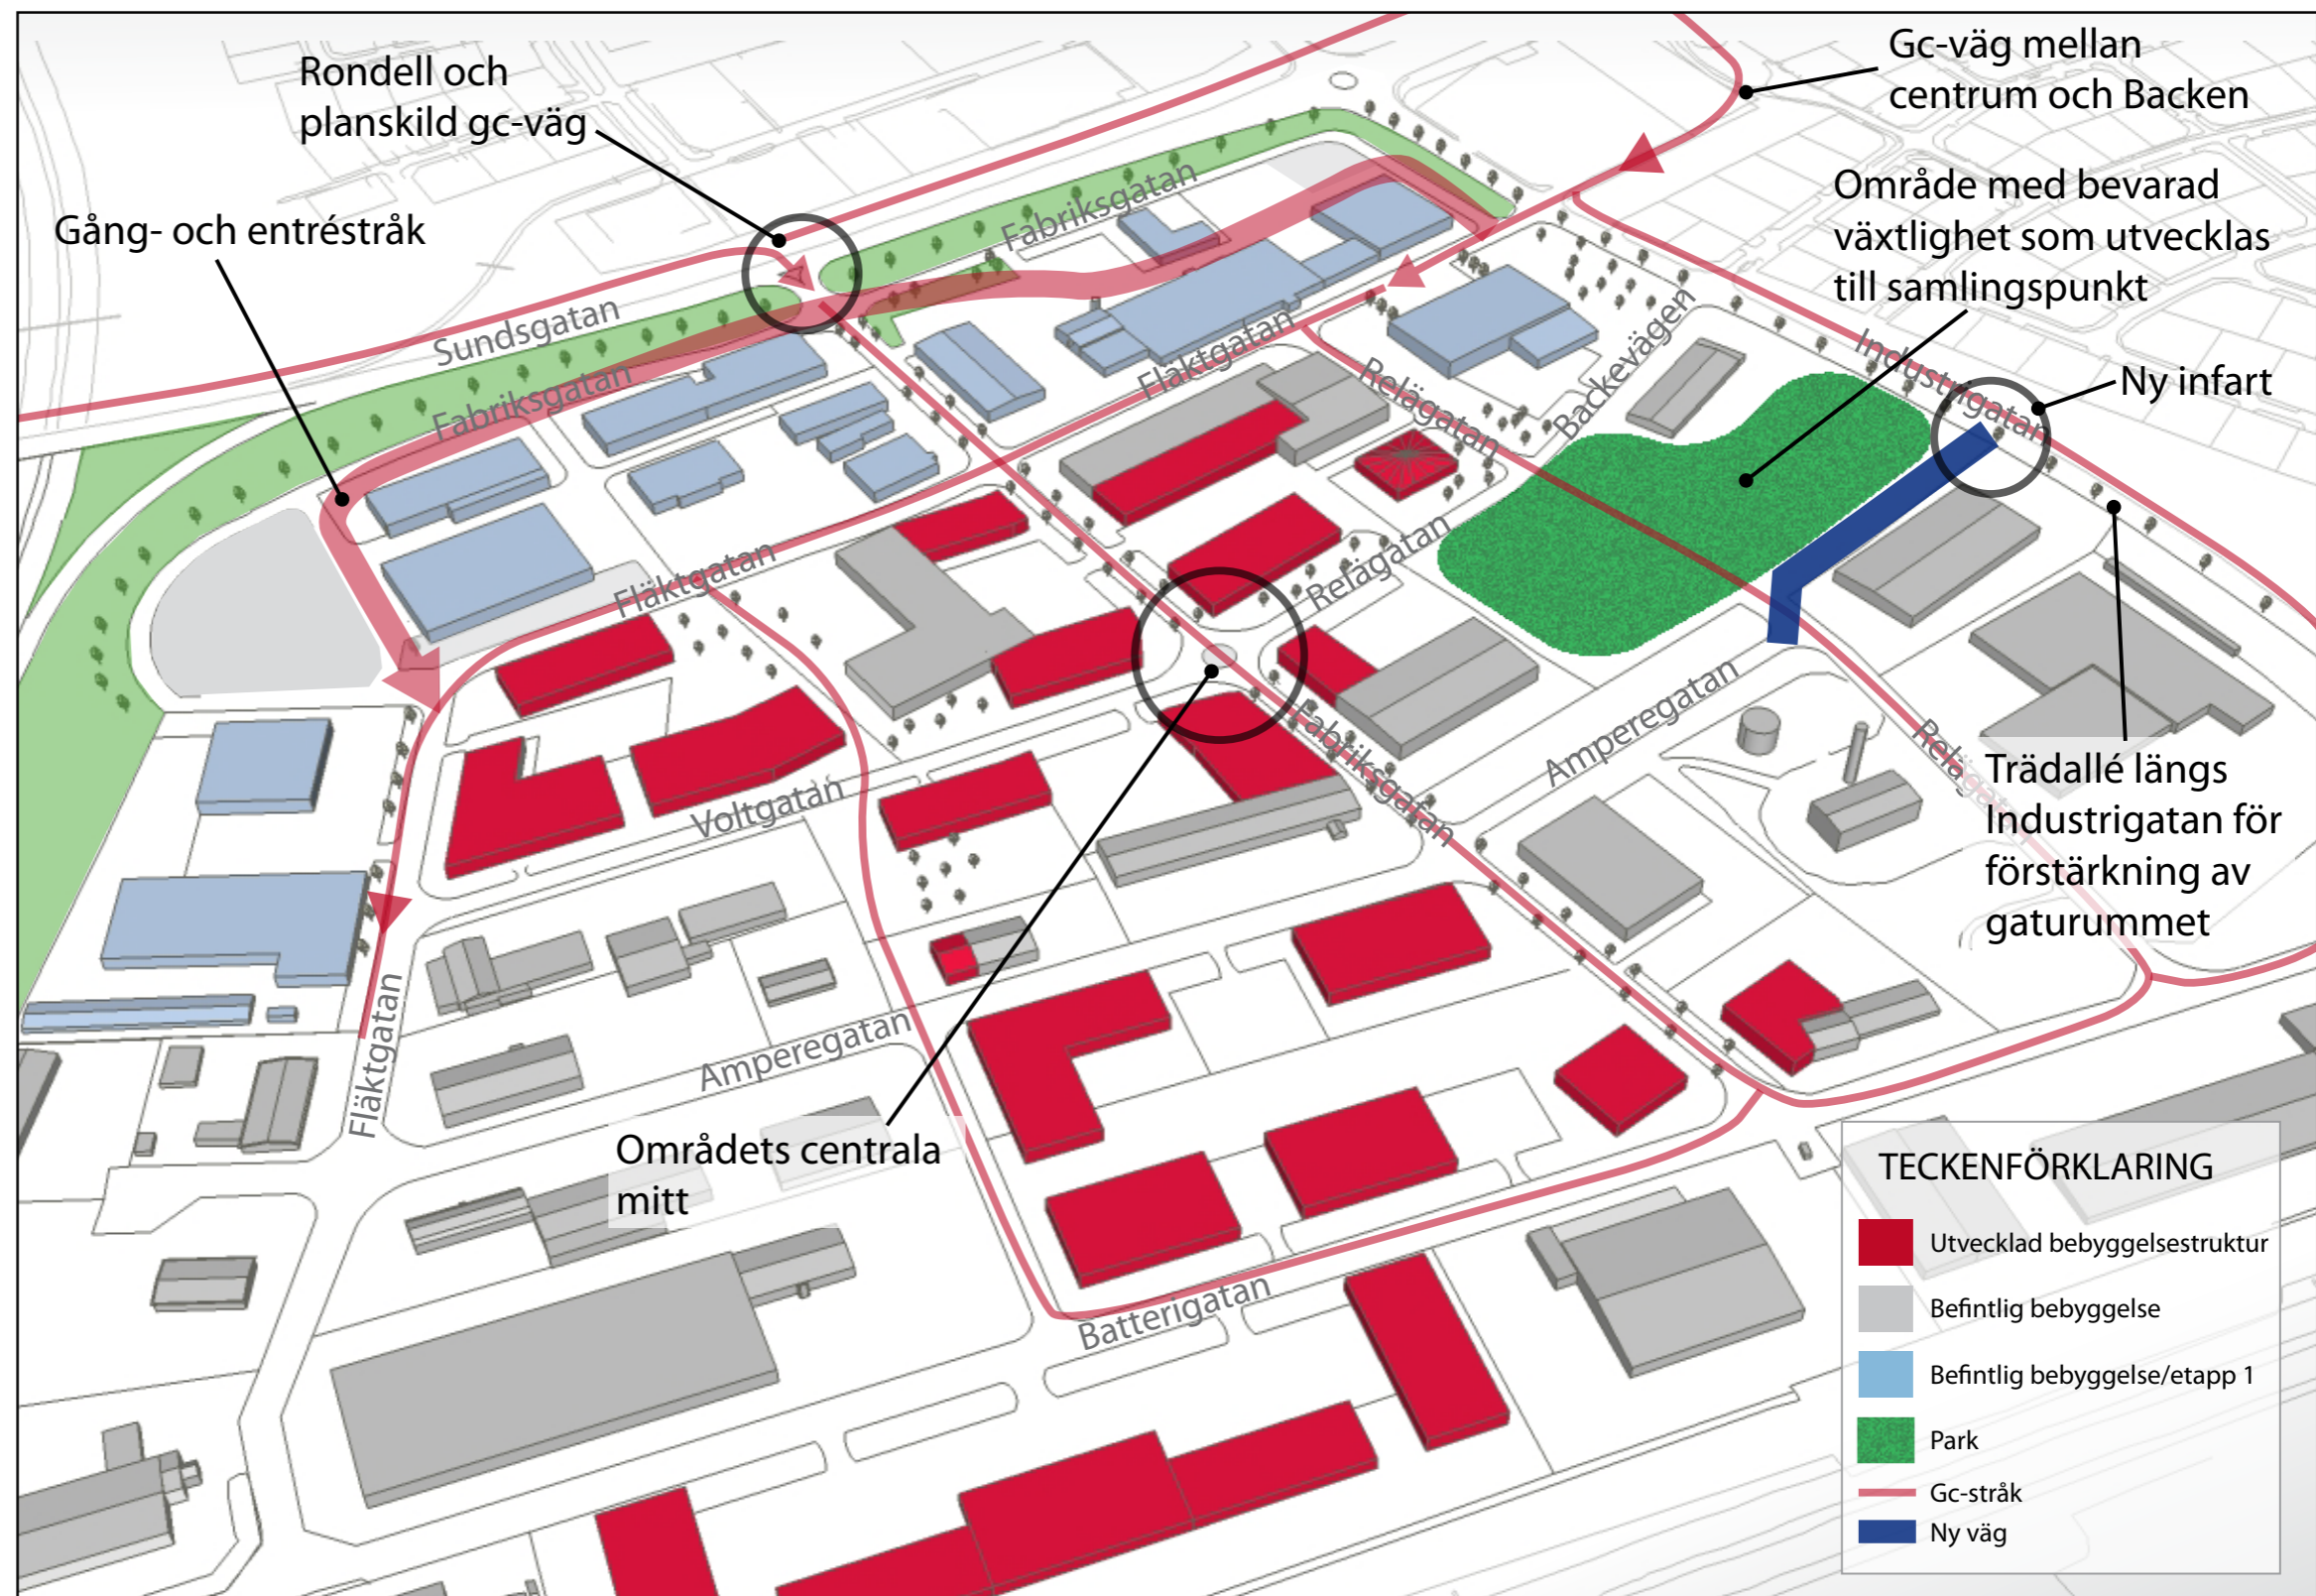 Rondell och
planskild gc-väg
Gc-väg mellan
centrum och Backen
Gång- och entréstråk
Område med bevarad
växtlighet som utvecklas
till samlingspunkt
Ny infart
Fabriksgatan
Sundsgatan
Fabriksgatan
Fläktgatan
Relägatan
Backevägen
Industrigatan
Fläktgatan
Relägatan
Fabriksgatan
Amperegatan
Relägatan
Voltgatan
Trädallé längs
Industrigatan för
förstärkning av
gaturummet
Fläktgatan
Amperegatan
Områdets centrala
mitt
Batterigatan
TECKENFÖRKLARING
Utvecklad bebyggelsestruktur
Befintlig bebyggelse
Befintlig bebyggelse/etapp 1
Park
Gc-stråk
Ny väg